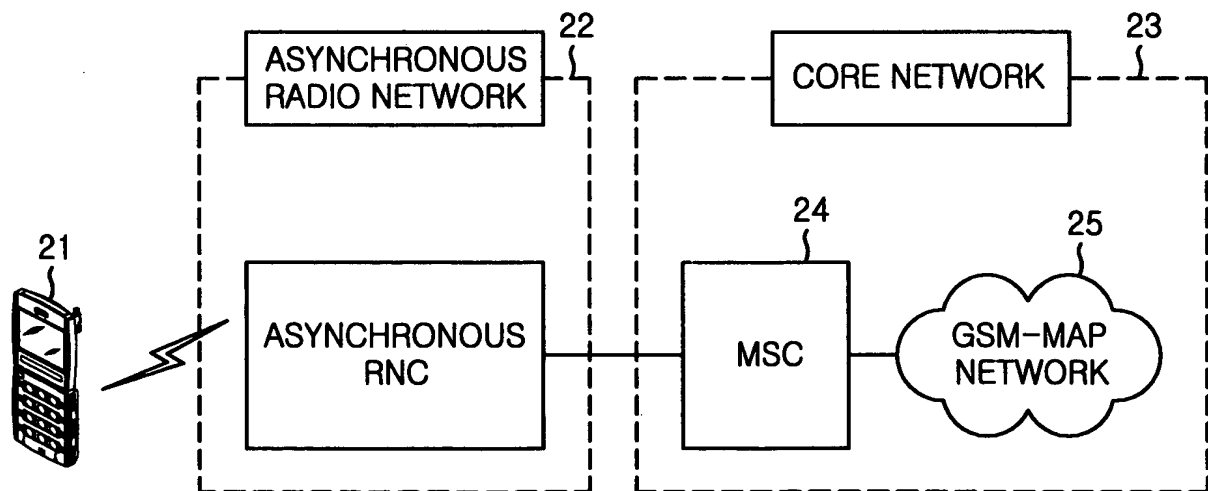 ASYNCHRONOUS
RADIO NETWORK
22
CORE NETWORK
23
21
ASYNCHRONOUS
RNC
24
MSC
25
GSM-MAP
NETWORK